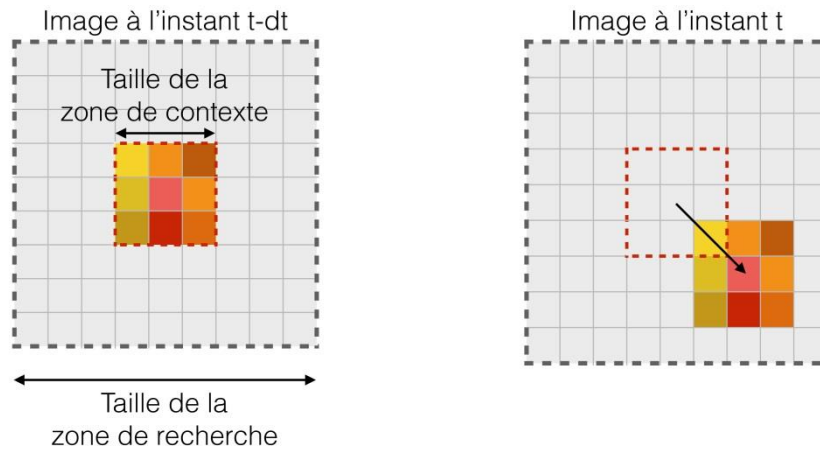 Image à l'instant t-dt
Taille de la
zone de contexte
Taille de la
zone de recherche
Image à l'instant t